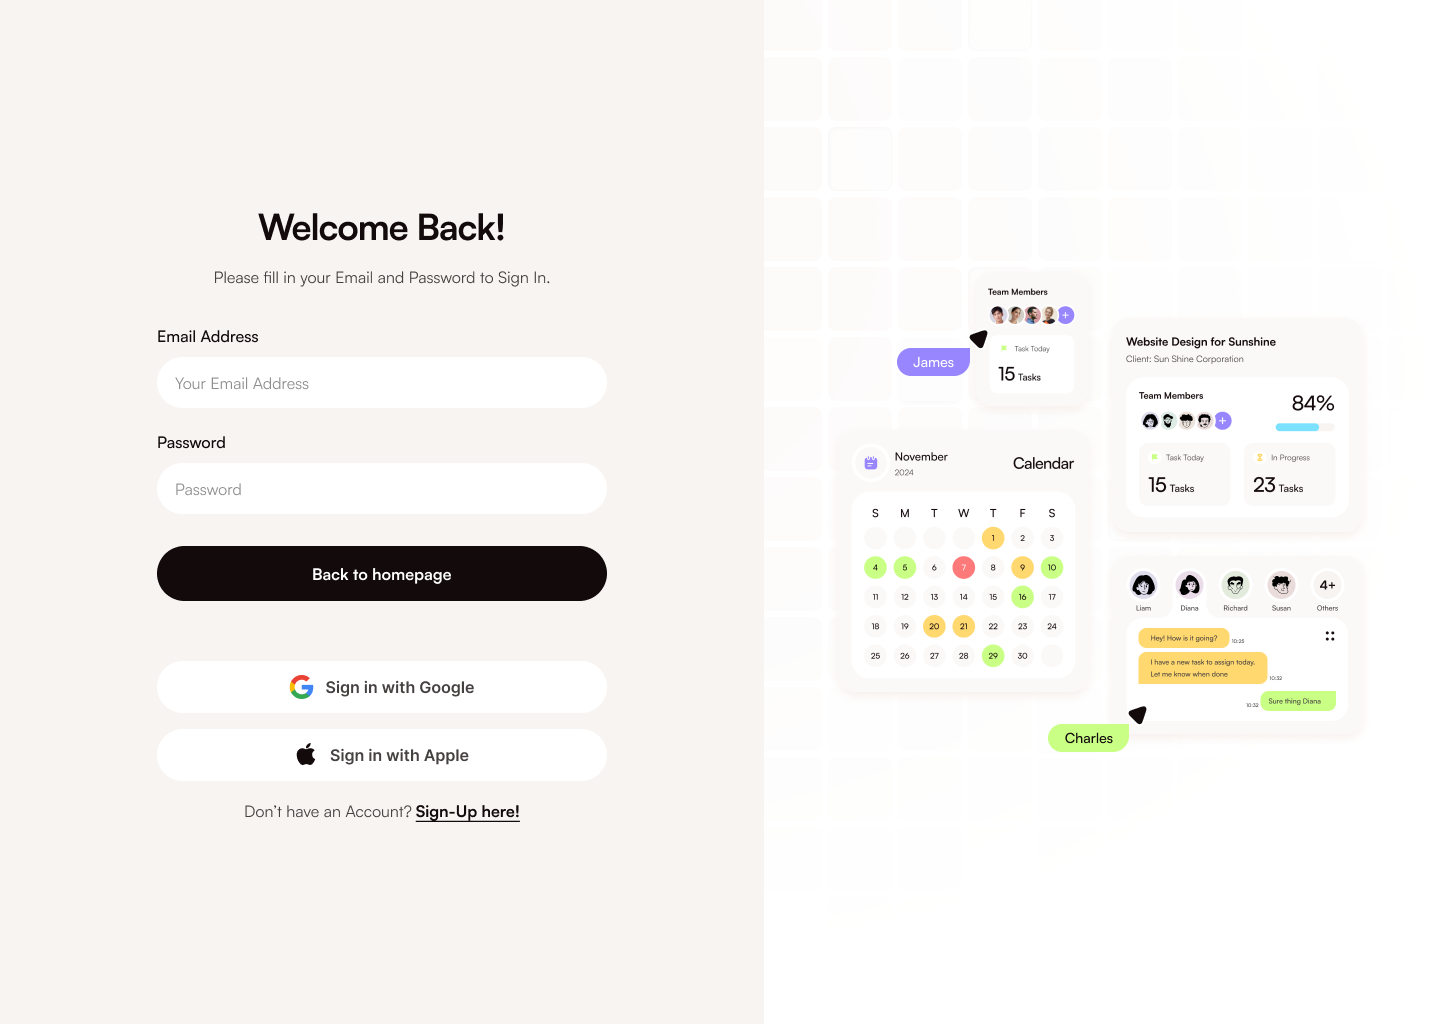 Welcome Back!
Please fill in your Email and Password to Sign In.
Email Address
Your Email Address
Password
Password
Back to homepage
Sign in with Google
Sign in with Apple
Don't have an Account? Sign-Up here!
Team Members
+
Task Today
15 Tasks
James
November
2024
Calendar
S M T W T F S
1 2 3
4 5 6 7 8 9 10
11 12 13 14 15 16 17
18 19 20 21 22 23 24
25 26 27 28 29 30
Website Design for Sunshine
Client: Sun Shine Corporation
Team Members
+
84%
Task Today
15 Tasks
In Progress
23 Tasks
Liam Diana Richard Susan 4+ Others
Hey! How is it going? 10:25
I have a new task to assign today.
Let me know when done 10:32
10:32 Sure thing Diana
Charles